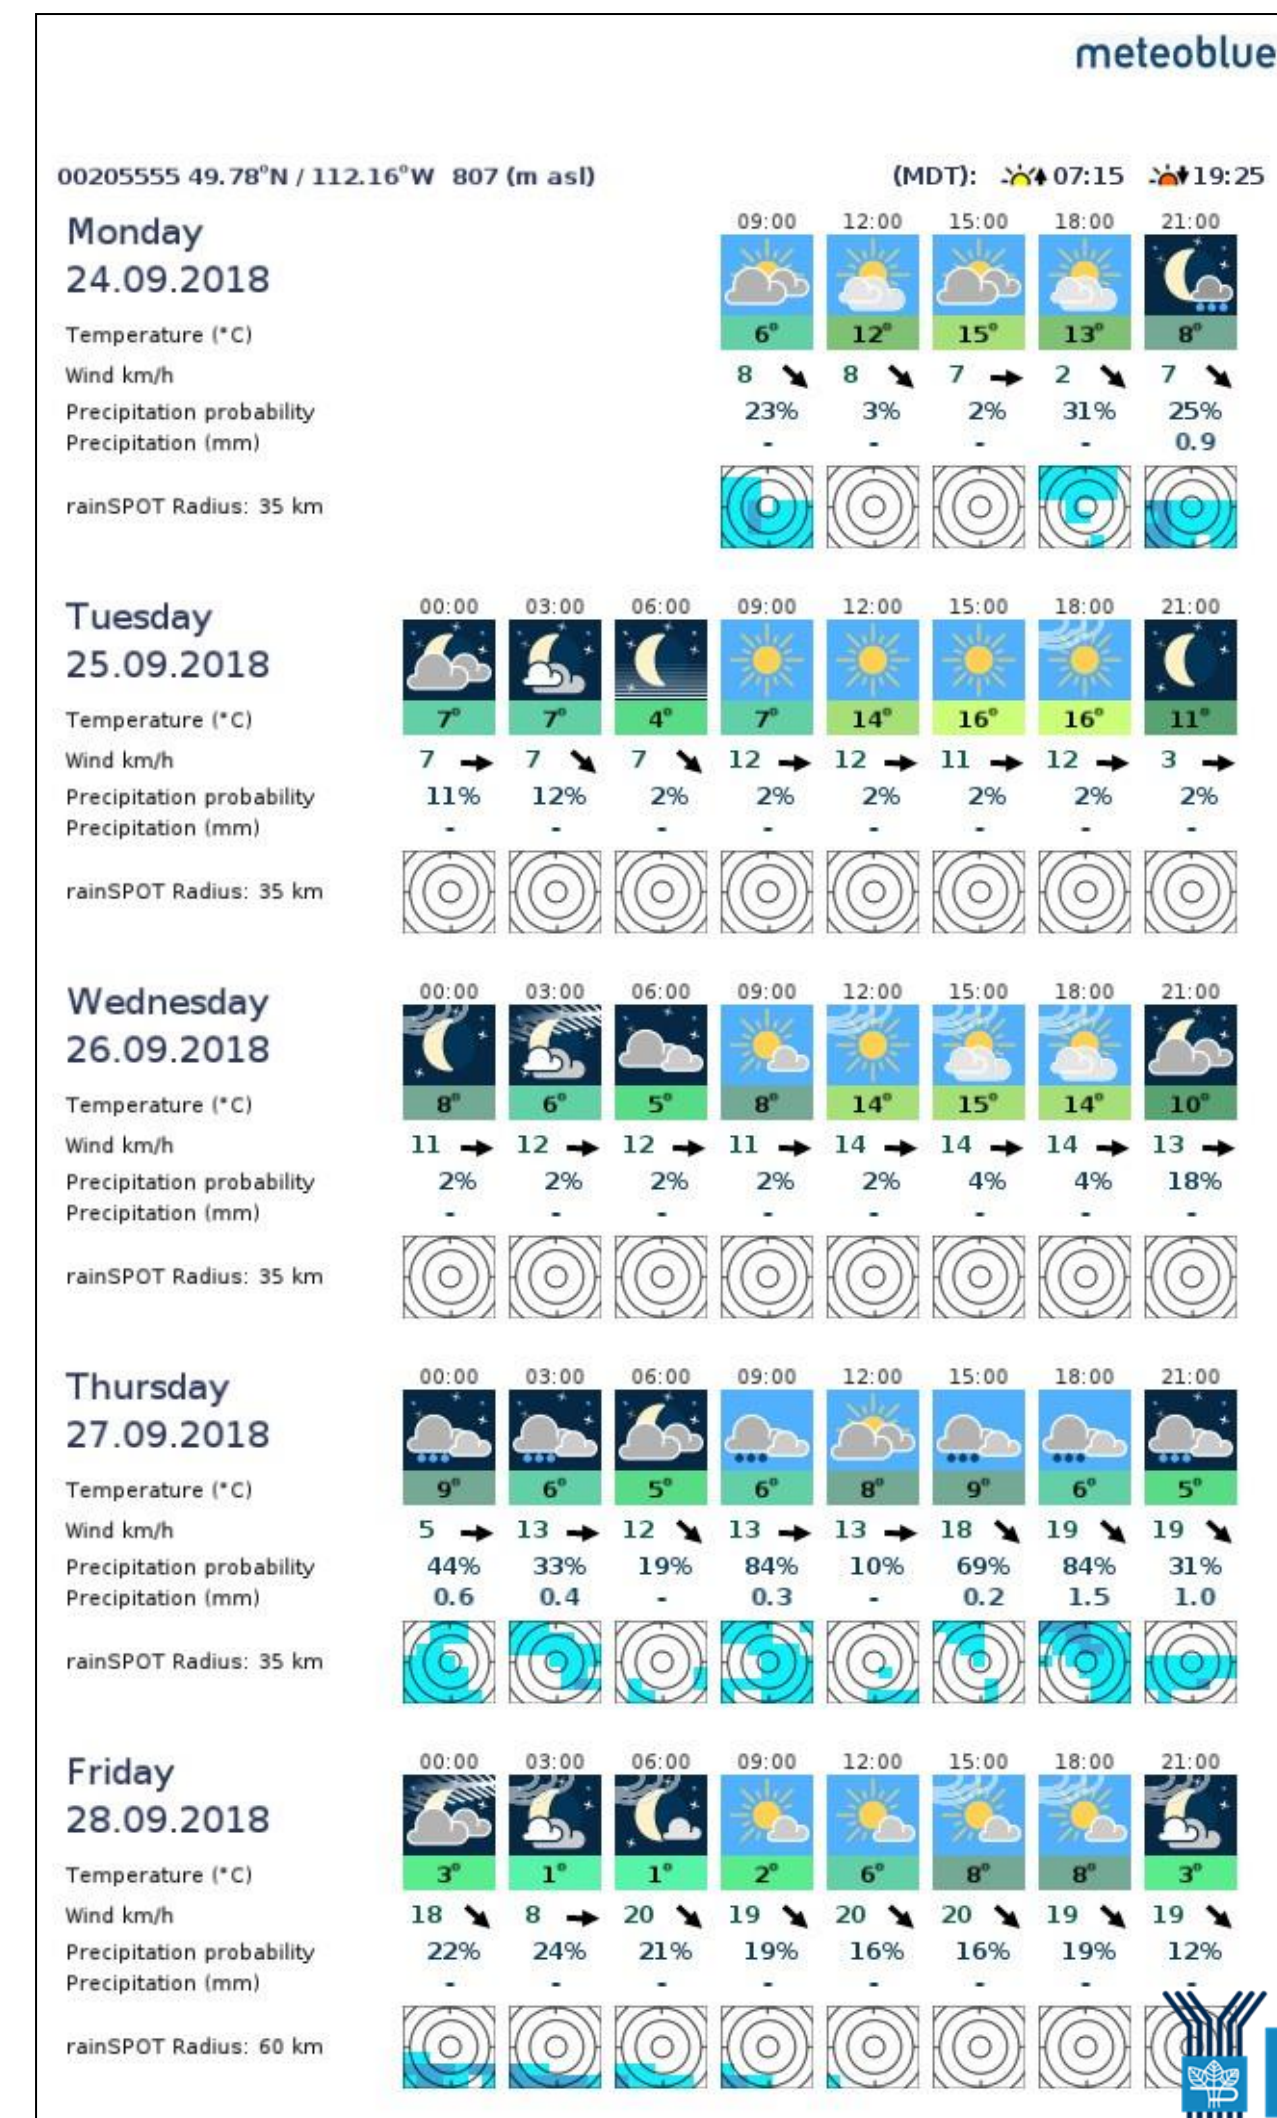 meteoblue
00205555 49.78°N / 112.16°W 807 (m asl) (MDT): 07:15 19:25
Monday 09:00 12:00 15:00 18:00 21:00
24.09.2018
Temperature (°C) 6° 12° 15° 13° 8°
Wind km/h 8 8 7 2 7
Precipitation probability 23% 3% 2% 31% 25%
Precipitation (mm) - - - - 0.9
rainSPOT Radius: 35 km
Tuesday 00:00 03:00 06:00 09:00 12:00 15:00 18:00 21:00
25.09.2018
Temperature (°C) 7° 7° 4° 7° 14° 16° 16° 11°
Wind km/h 7 7 7 12 12 11 12 3
Precipitation probability 11% 12% 2% 2% 2% 2% 2% 2%
Precipitation (mm) - - - - - - - -
rainSPOT Radius: 35 km
Wednesday 00:00 03:00 06:00 09:00 12:00 15:00 18:00 21:00
26.09.2018
Temperature (°C) 8° 6° 5° 8° 14° 15° 14° 10°
Wind km/h 11 12 12 11 14 14 14 13
Precipitation probability 2% 2% 2% 2% 2% 4% 4% 18%
Precipitation (mm) - - - - - - - -
rainSPOT Radius: 35 km
Thursday 00:00 03:00 06:00 09:00 12:00 15:00 18:00 21:00
27.09.2018
Temperature (°C) 9° 6° 5° 6° 8° 9° 6° 5°
Wind km/h 5 13 12 13 13 18 19 19
Precipitation probability 44% 33% 19% 84% 10% 69% 84% 31%
Precipitation (mm) 0.6 0.4 - 0.3 - 0.2 1.5 1.0
rainSPOT Radius: 35 km
Friday 00:00 03:00 06:00 09:00 12:00 15:00 18:00 21:00
28.09.2018
Temperature (°C) 3° 1° 1° 2° 6° 8° 8° 3°
Wind km/h 18 8 20 19 20 20 19 19
Precipitation probability 22% 24% 21% 19% 16% 16% 19% 12%
Precipitation (mm) - - - - - - - -
rainSPOT Radius: 60 km